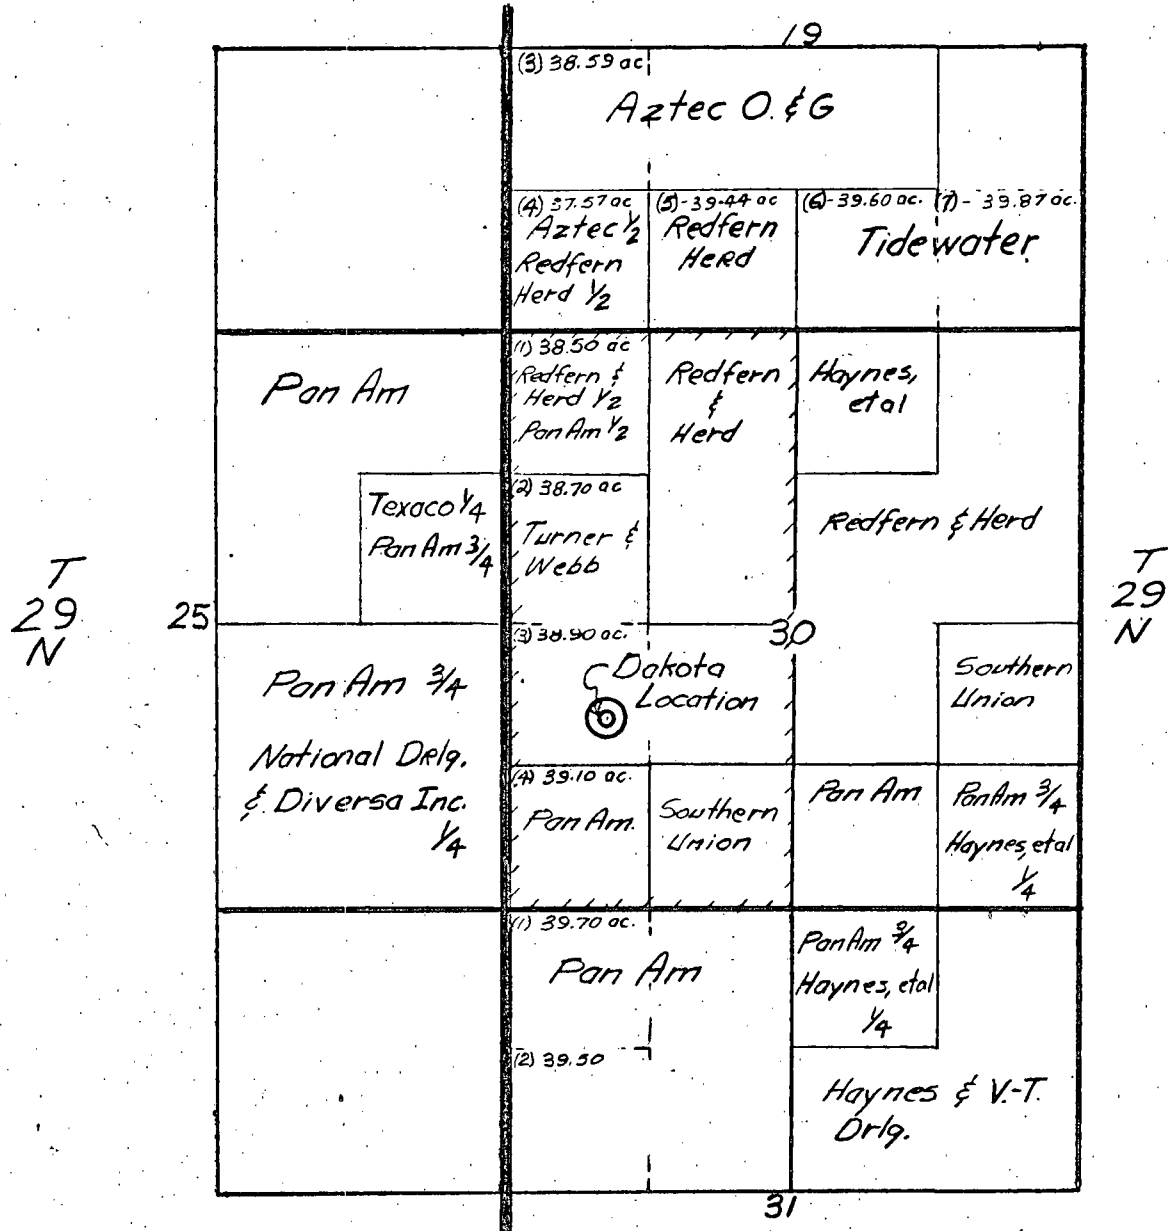 19
(3) 38.59 ac
Aztec O. & G
(4) 37.57 ac
Aztec ½
Redfern
Herd ½
(5)-39.44 ac
Redfern
Herd
(6)-39.60 ac.
(7)- 39.87 ac.
Tidewater
Pan Am
(1) 38.50 ac
Redfern &
Herd ½
Pan Am ½
Redfern
&
Herd
Haynes,
etal
Texaco ¼
Pan Am ¾
(2) 38.70 ac
Turner &
Webb
Redfern & Herd
T
29
N
25
30
T
29
N
Pan Am ¾
National Drlg.
& Diversa Inc.
¼
(3) 38.90 ac.
Dakota
Location
Southern
Union
(4) 39.10 ac.
Pan Am.
Southern
Union
Pan Am
Pan Am ¾
Haynes, etal
¼
(1) 39.70 ac.
Pan Am
Pan Am ¾
Haynes, etal
¼
(2) 39.50
Haynes & V.-T.
Drlg.
31